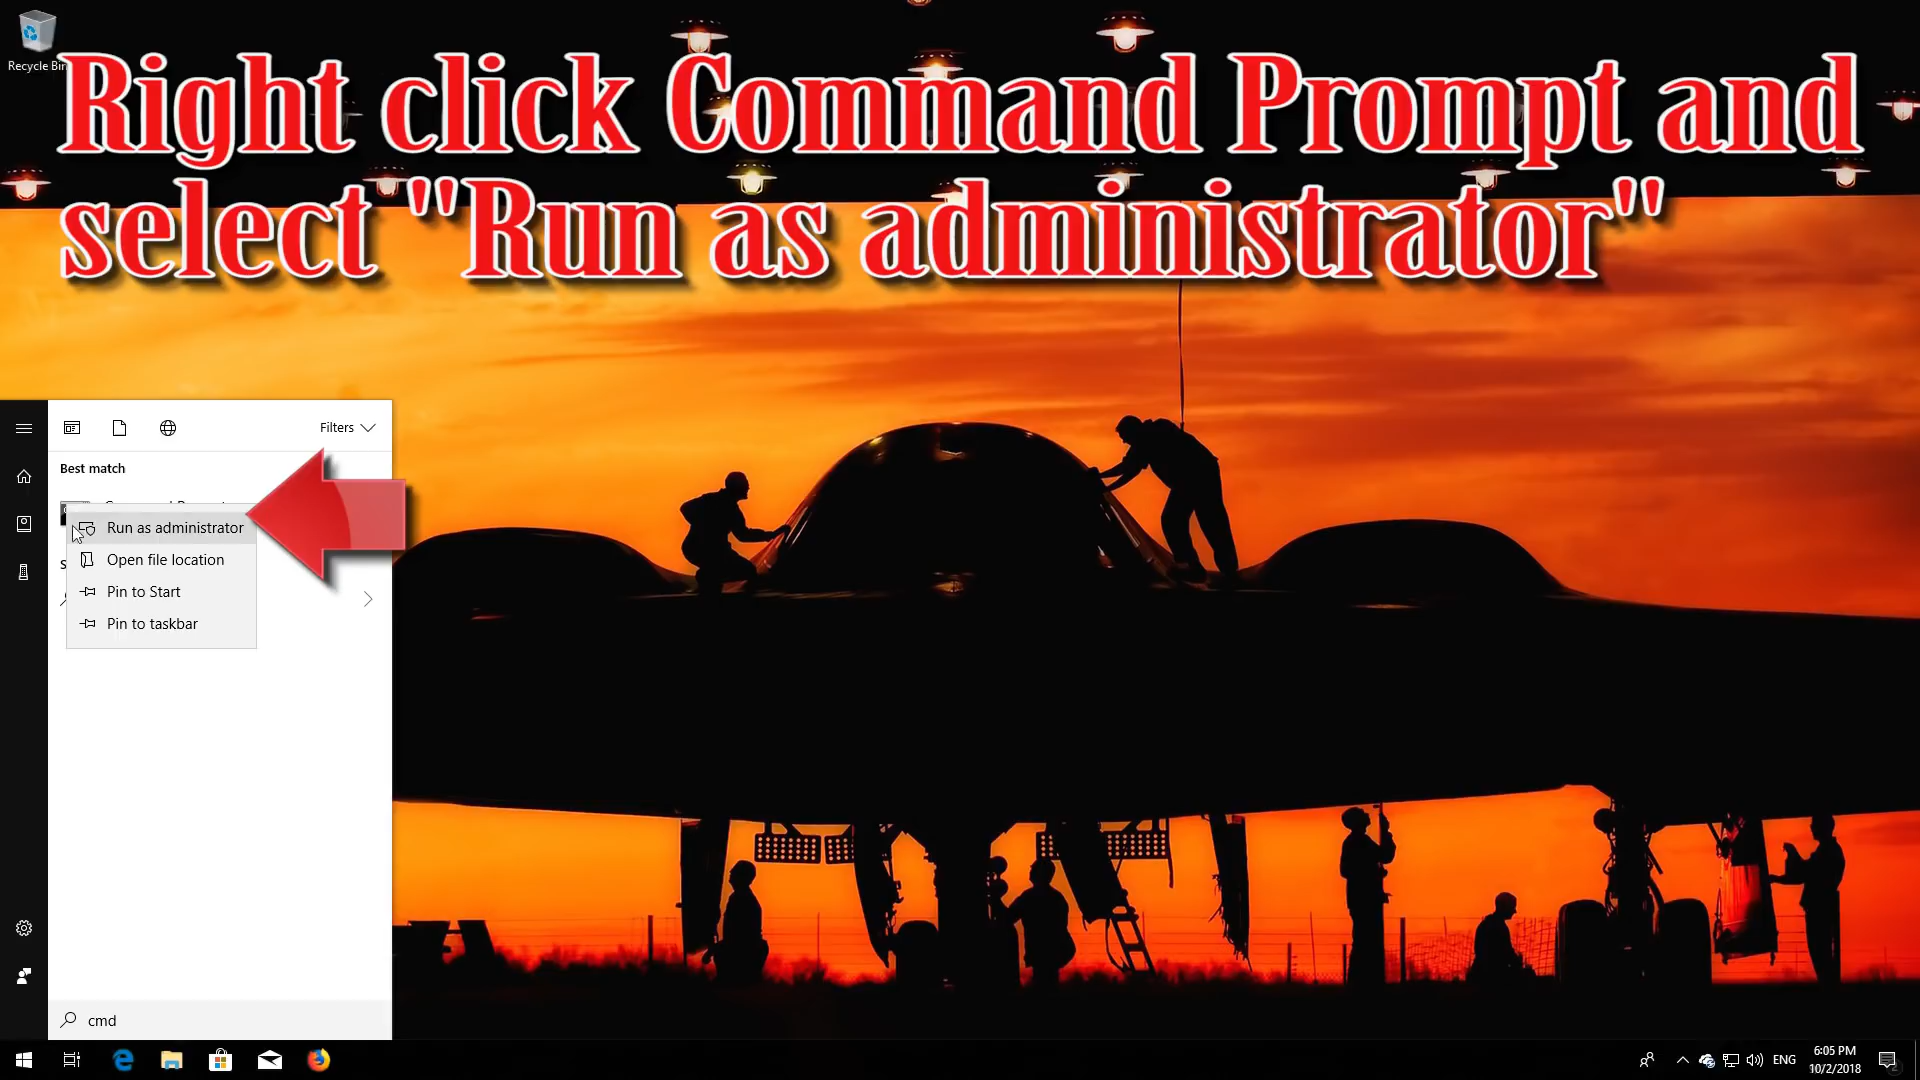 Recycle Bin
Right click Command Prompt and
select "Run as administrator"
Filters
Best match
Run as administrator
Open file location
Pin to Start
Pin to taskbar
cmd
ENG
6:05 PM
10/2/2018